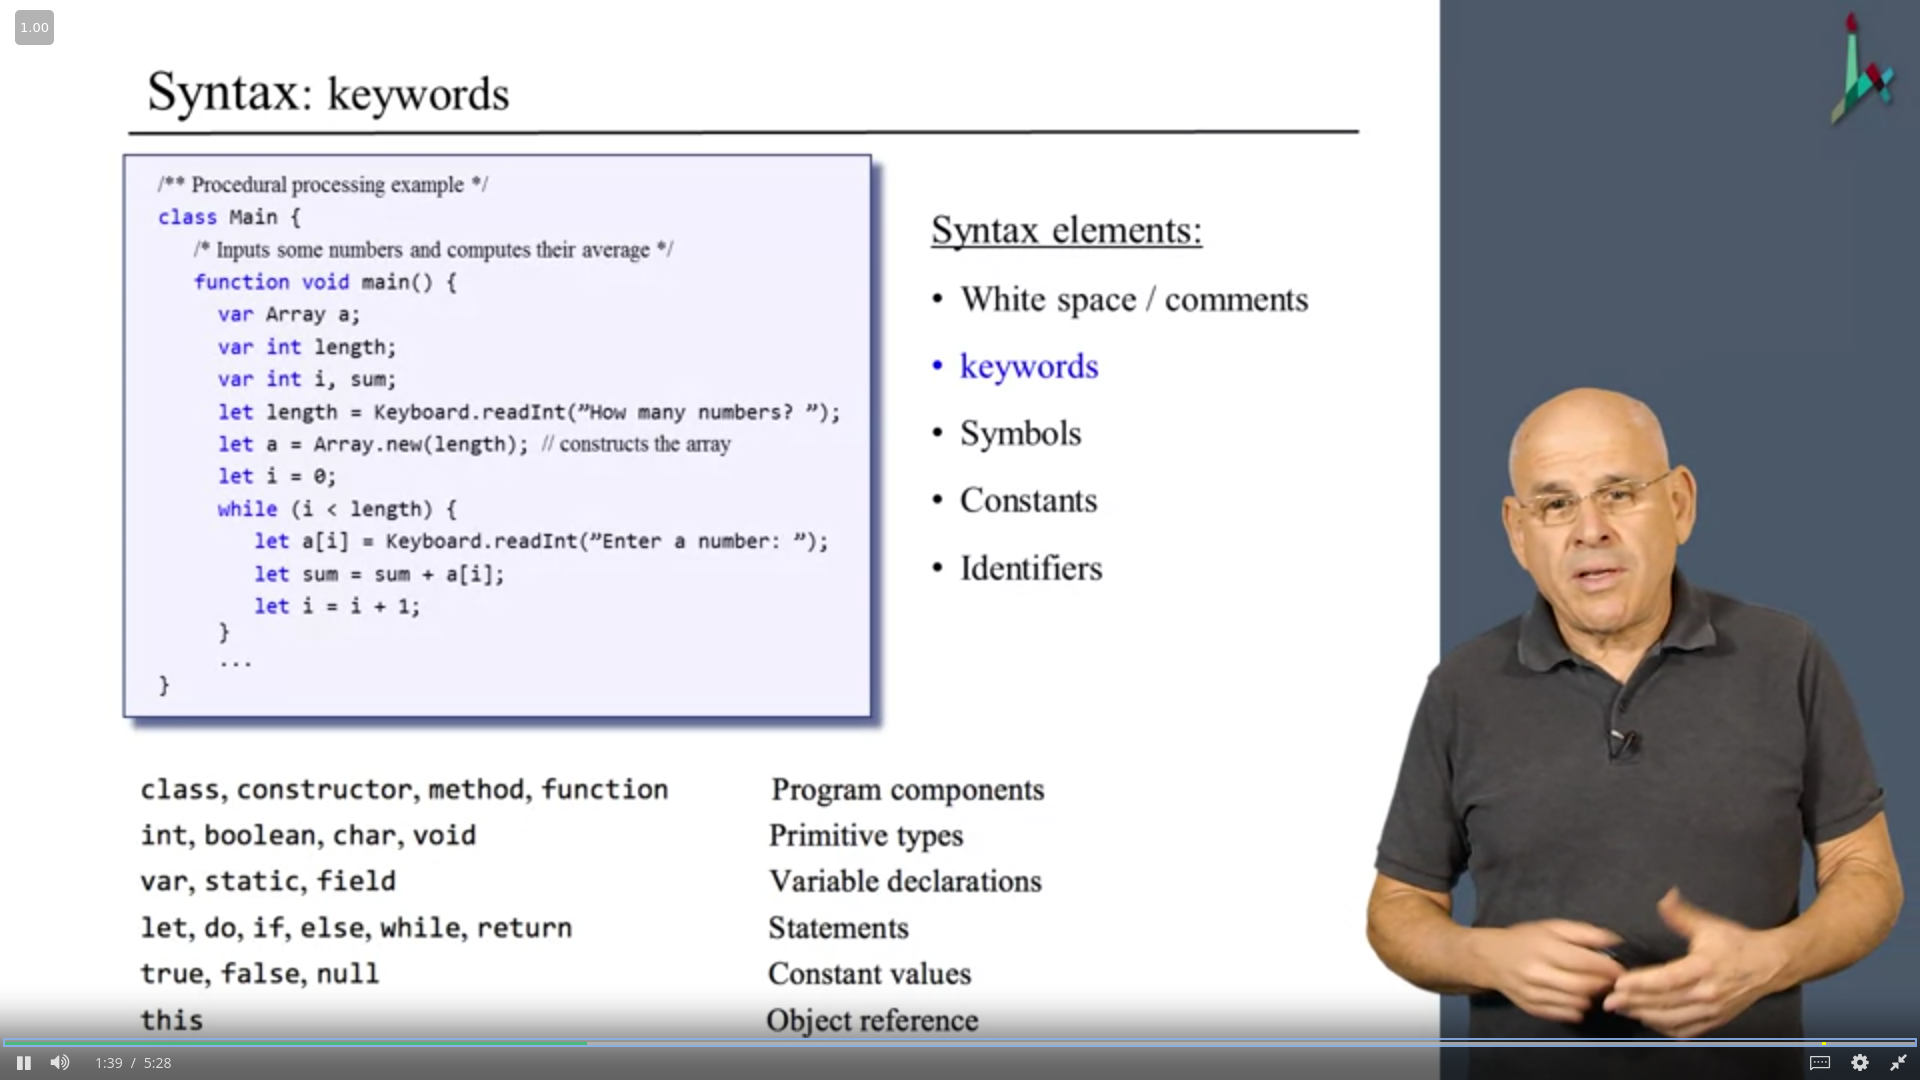 1.00
Syntax: keywords
/** Procedural processing example */
class Main {
/* Inputs some numbers and computes their average */
function void main() {
var Array a;
var int length;
var int i, sum;
let length = Keyboard.readInt(”How many numbers? ”);
let a = Array.new(length); // constructs the array
let i = 0;
while (i < length) {
let a[i] = Keyboard.readInt(”Enter a number: ”);
let sum = sum + a[i];
let i = i + 1;
}
...
}
Syntax elements:
• White space / comments
• keywords
• Symbols
• Constants
• Identifiers
class, constructor, method, function Program components
int, boolean, char, void Primitive types
var, static, field Variable declarations
let, do, if, else, while, return Statements
true, false, null Constant values
this Object reference
1:39 / 5:28